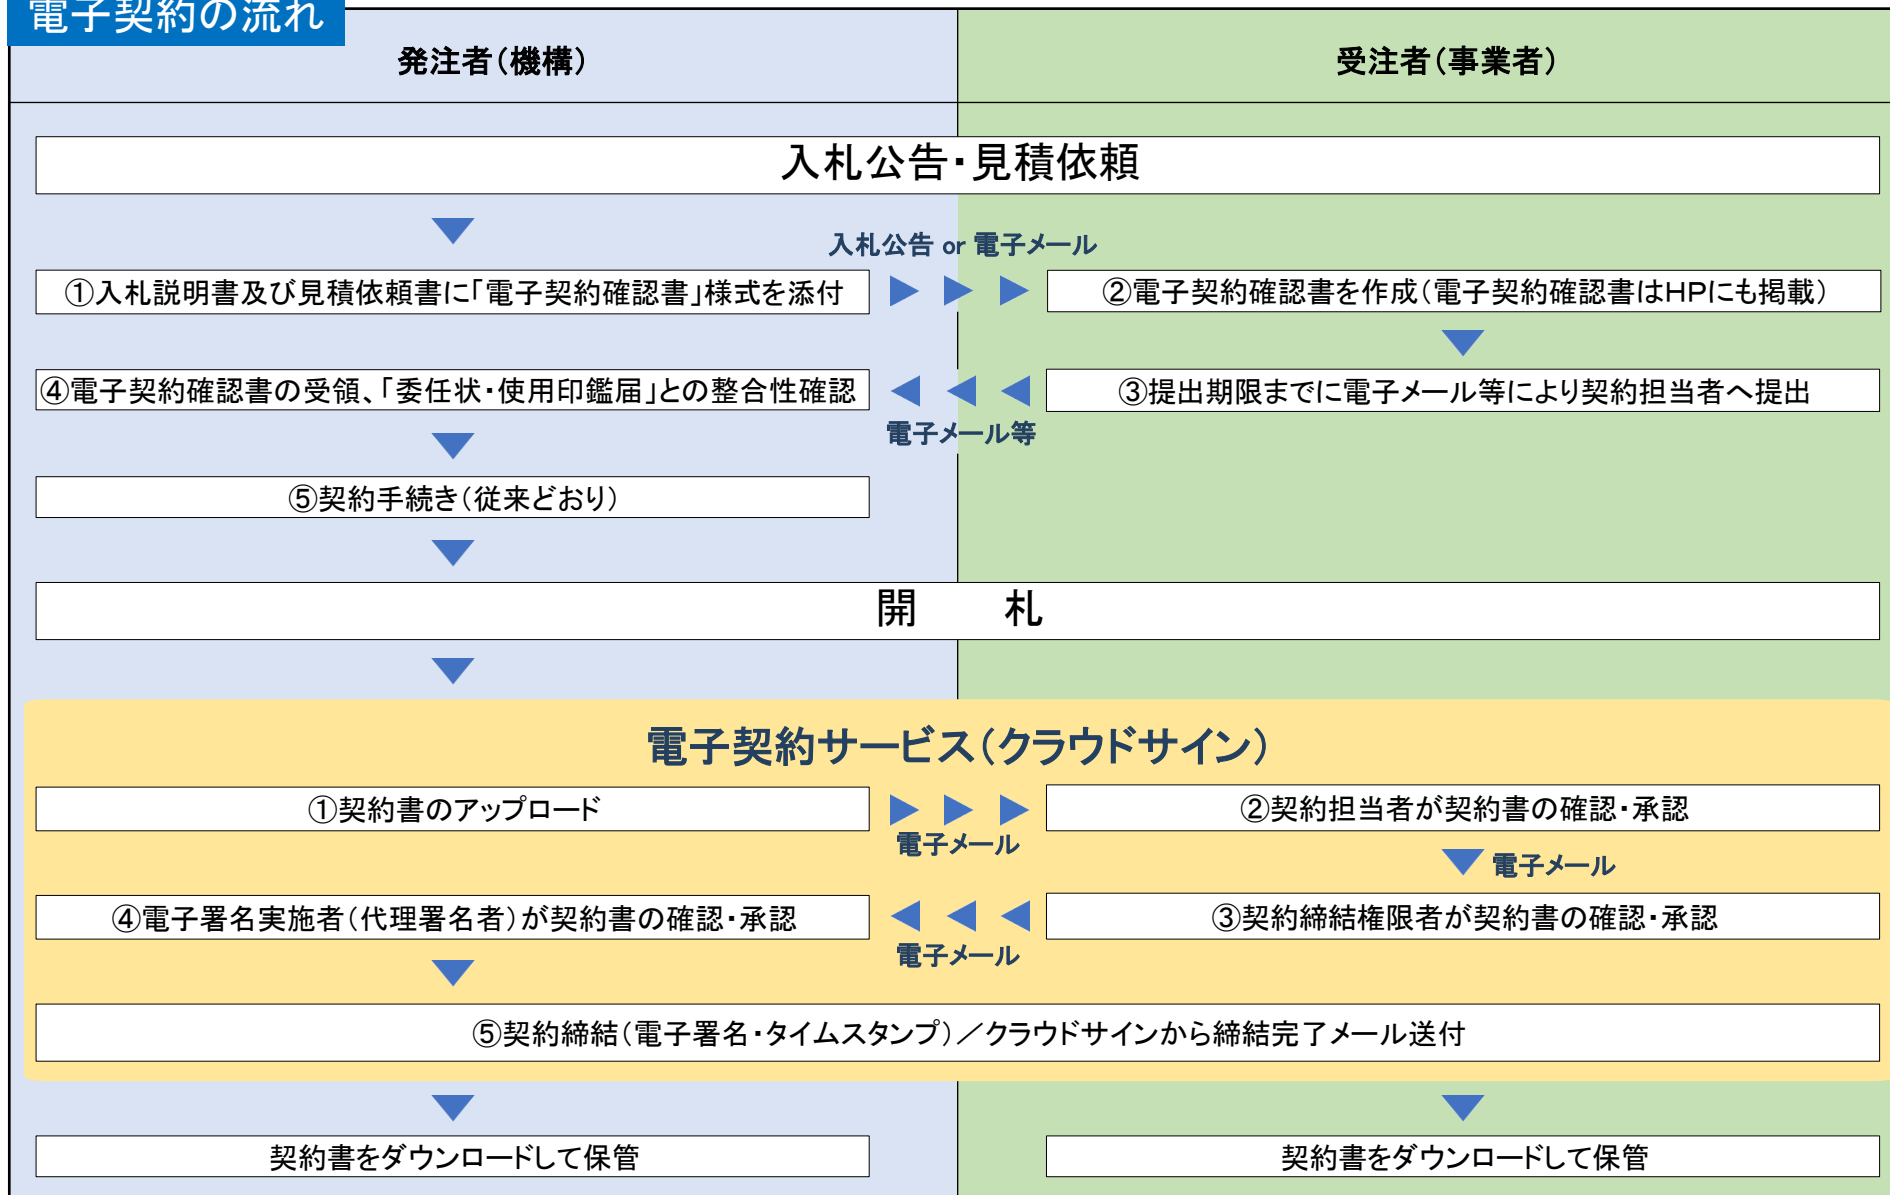 電子契約の流れ
発注者（機構）
受注者（事業者）
入札公告・見積依頼
入札公告 or 電子メール
①入札説明書及び見積依頼書に「電子契約確認書」様式を添付
②電子契約確認書を作成（電子契約確認書はHPにも掲載）
④電子契約確認書の受領、「委任状・使用印鑑届」との整合性確認
③提出期限までに電子メール等により契約担当者へ提出
電子メール等
⑤契約手続き（従来どおり）
開　　札
電子契約サービス（クラウドサイン）
①契約書のアップロード
②契約担当者が契約書の確認・承認
電子メール
電子メール
④電子署名実施者（代理署名者）が契約書の確認・承認
③契約締結権限者が契約書の確認・承認
電子メール
⑤契約締結（電子署名・タイムスタンプ）／クラウドサインから締結完了メール送付
契約書をダウンロードして保管
契約書をダウンロードして保管